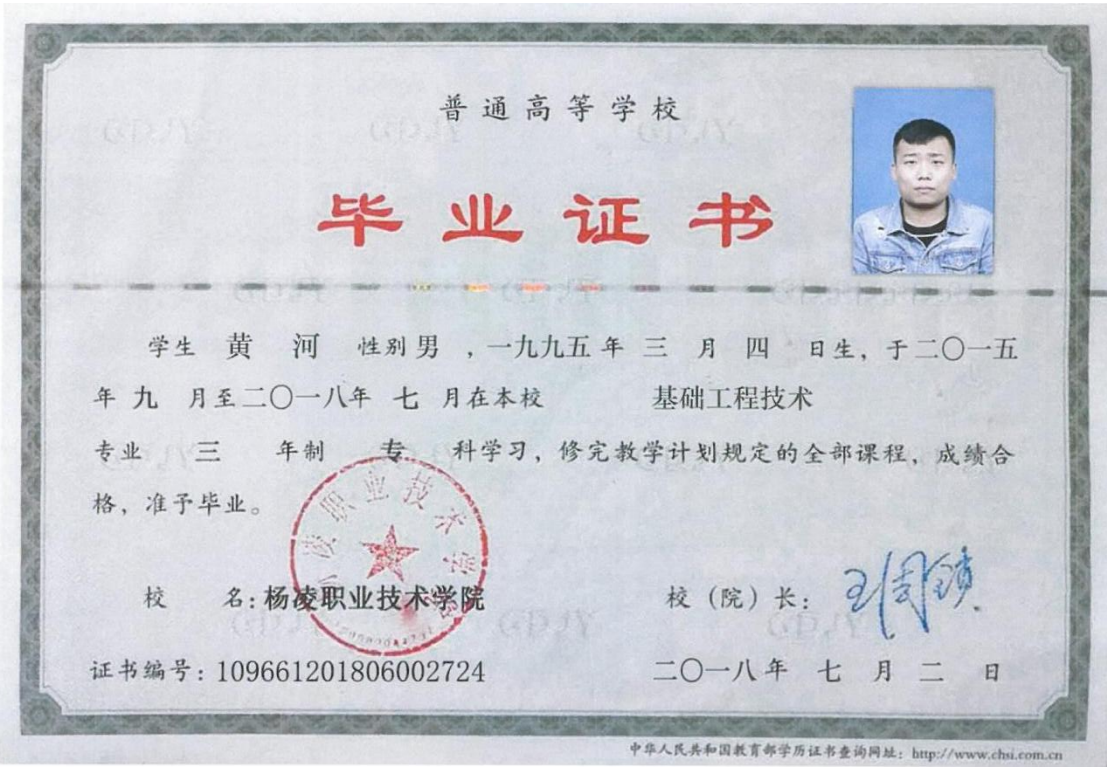 普通高等学校
毕业证书
学生 黄 河 性别 男 ，一九九五 年 三 月 四 日生，于二〇一五
年 九 月至二〇一八年 七 月在本校 基础工程技术
专业 三 年制 专 科学习，修完教学计划规定的全部课程，成绩合
格，准予毕业。
校 名：杨凌职业技术学院 校（院）长：
证书编号：109661201806002724 二〇一八年 七 月 二 日
中华人民共和国教育部学历证书查询网址：http://www.chsi.com.cn